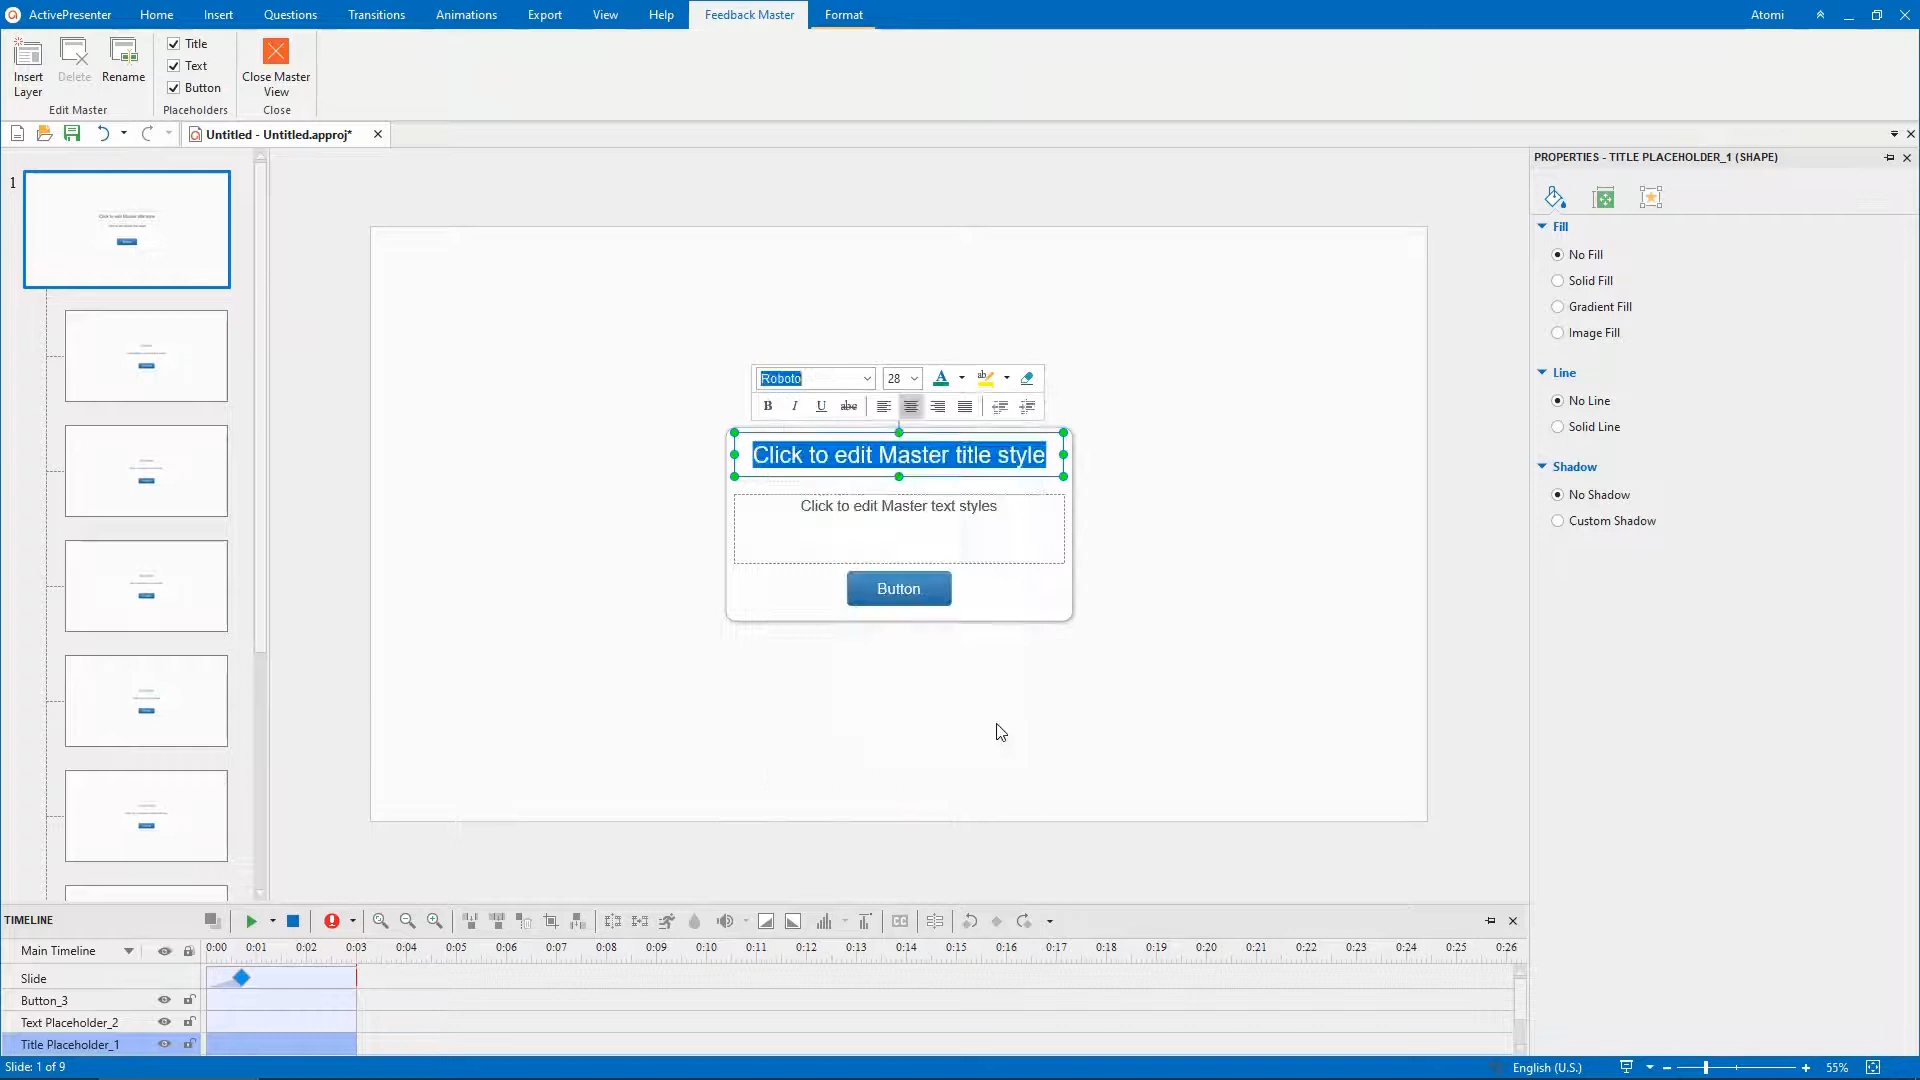 ActivePresenter Home Insert Questions Transitions Animations Export View Help Feedback Master Format Atomi
Insert Layer
Delete
Rename
Edit Master
Title
Text
Button
Placeholders
Close Master View
Close
Untitled - Untitled.approj*
1
PROPERTIES - TITLE PLACEHOLDER_1 (SHAPE)
Fill
No Fill
Solid Fill
Gradient Fill
Image Fill
Line
No Line
Solid Line
Shadow
No Shadow
Custom Shadow
Roboto 28
B I U abc
Click to edit Master title style
Click to edit Master text styles
Button
TIMELINE
Main Timeline 0:00 0:01 0:02 0:03 0:04 0:05 0:06 0:07 0:08 0:09 0:10 0:11 0:12 0:13 0:14 0:15 0:16 0:17 0:18 0:19 0:20 0:21 0:22 0:23 0:24 0:25 0:26
Slide
Button_3
Text Placeholder_2
Title Placeholder_1
Slide: 1 of 9 English (U.S.) 55%